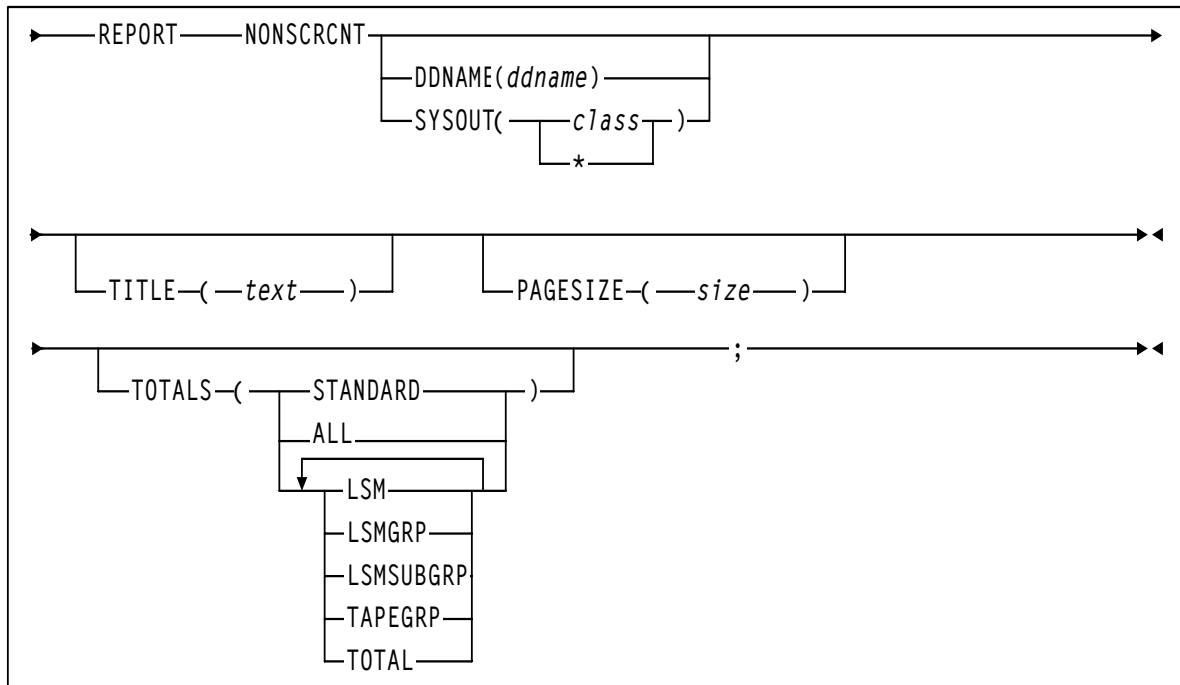 REPORT NONSCRCNT
DDNAME(ddname)
SYSOUT( class )
*
TITLE ( text ) PAGESIZE ( size )
;
TOTALS ( STANDARD )
ALL
LSM
LSMGRP
LSMSUBGRP
TAPEGRP
TOTAL